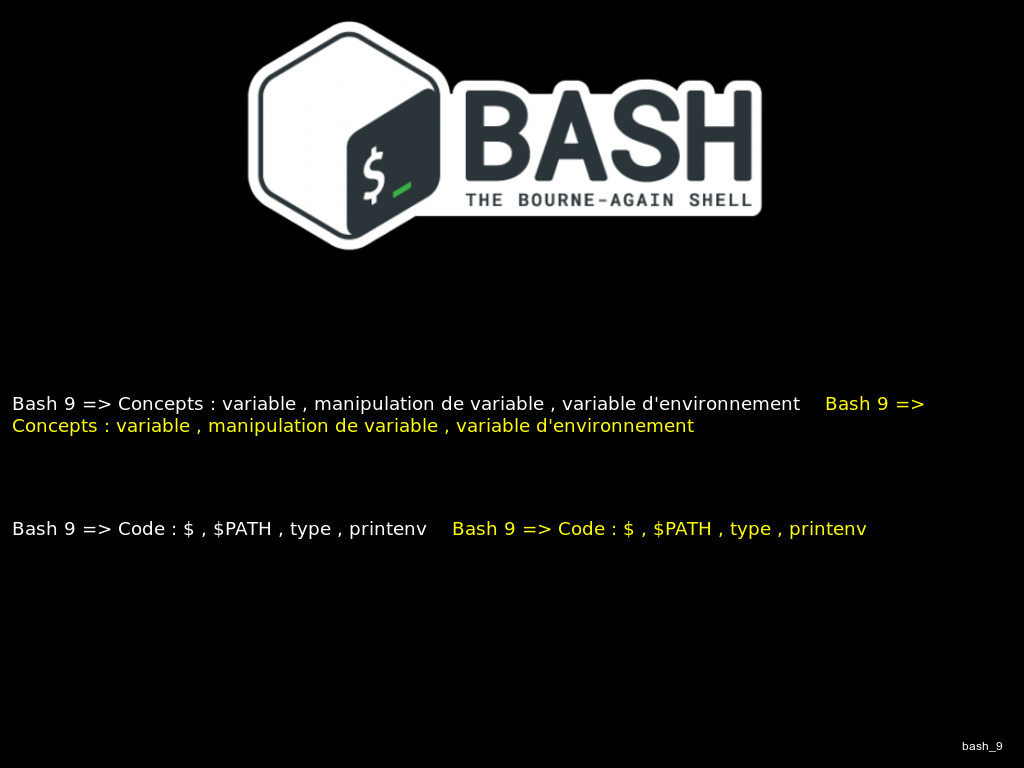 $_
BASH
THE BOURNE-AGAIN SHELL
Bash 9 => Concepts : variable , manipulation de variable , variable d'environnement Bash 9 =>
Concepts : variable , manipulation de variable , variable d'environnement
Bash 9 => Code : $ , $PATH , type , printenv Bash 9 => Code : $ , $PATH , type , printenv
bash_9